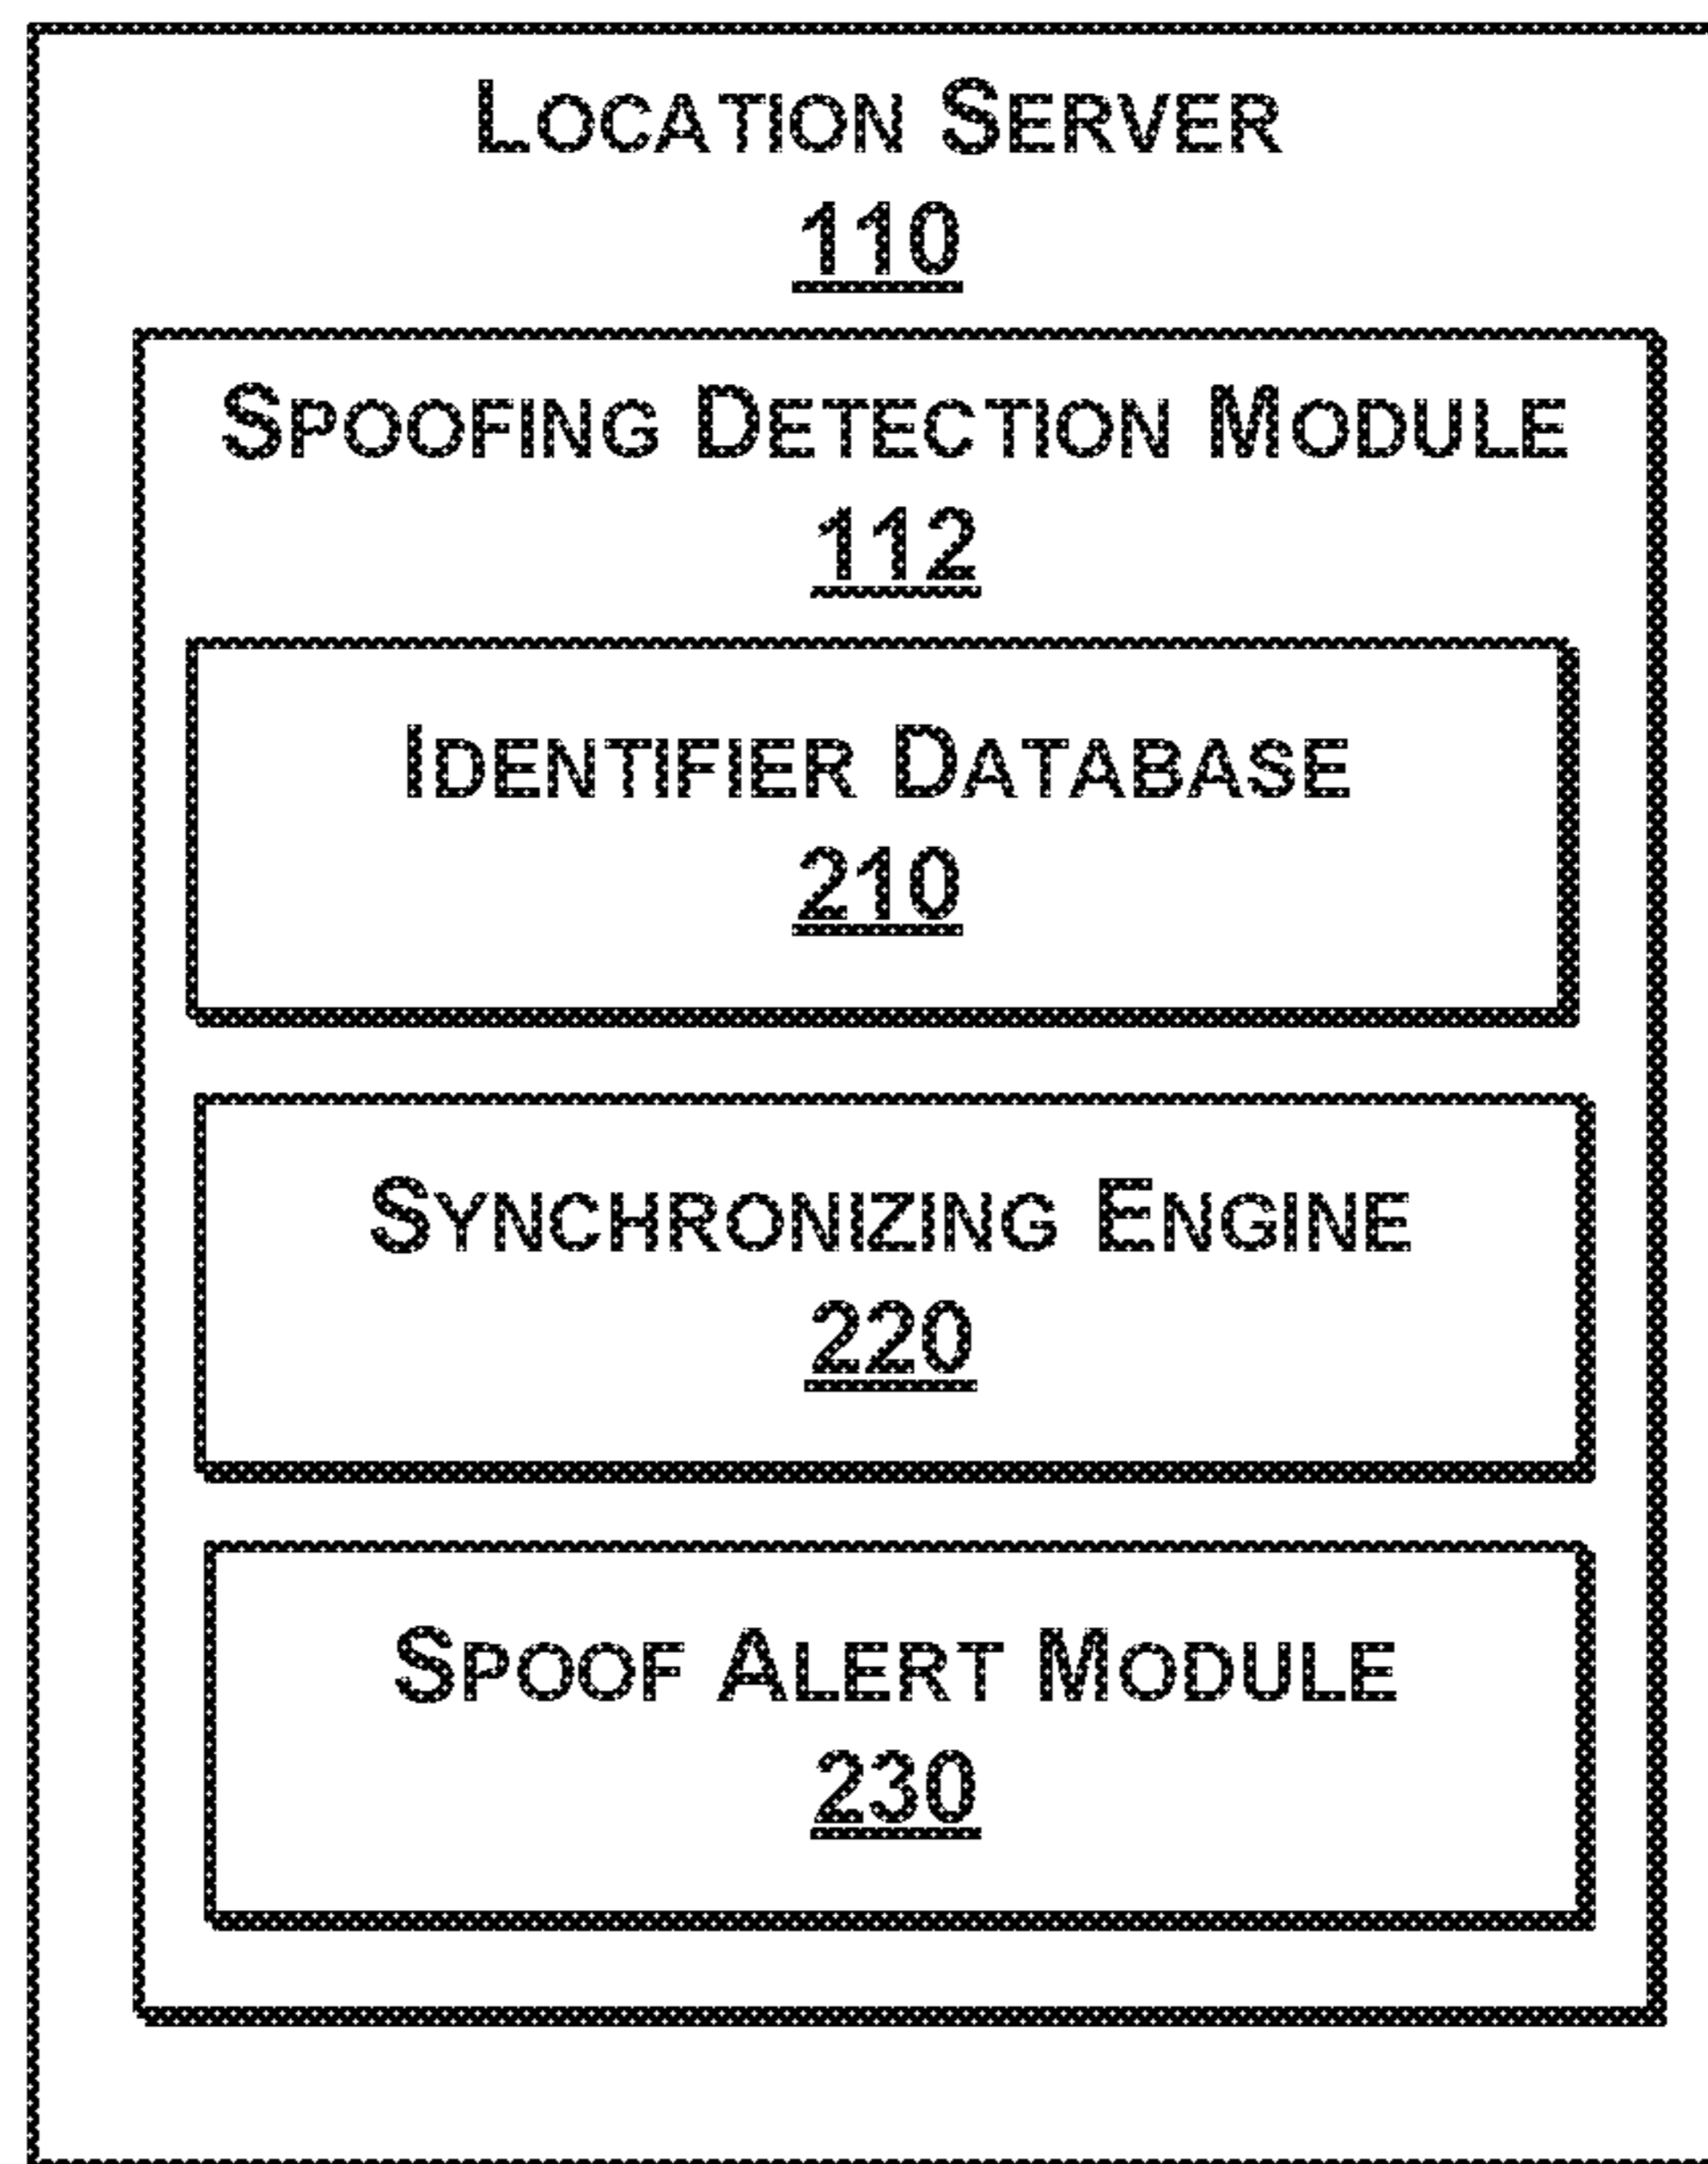 LOCATION SERVER
110
SPOOFING DETECTION MODULE
112
IDENTIFIER DATABASE
210
SYNCHRONIZING ENGINE
220
SPOOF ALERT MODULE
230